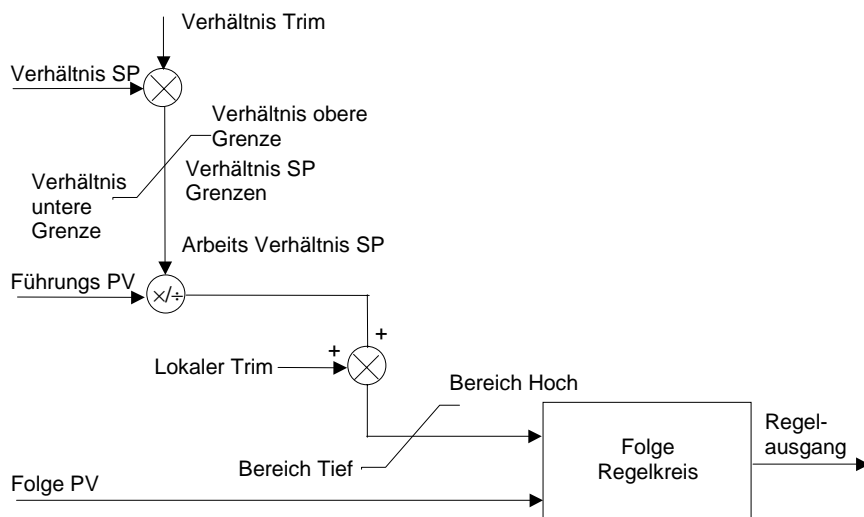 Verhältnis Trim
Verhältnis SP
Verhältnis obere
Grenze
Verhältnis SP
Grenzen
Verhältnis
untere
Grenze
Arbeits Verhältnis SP
Führungs PV
×/÷
+
+
Lokaler Trim
Bereich Hoch
Bereich Tief
Folge
Regelkreis
Regel-
ausgang
Folge PV